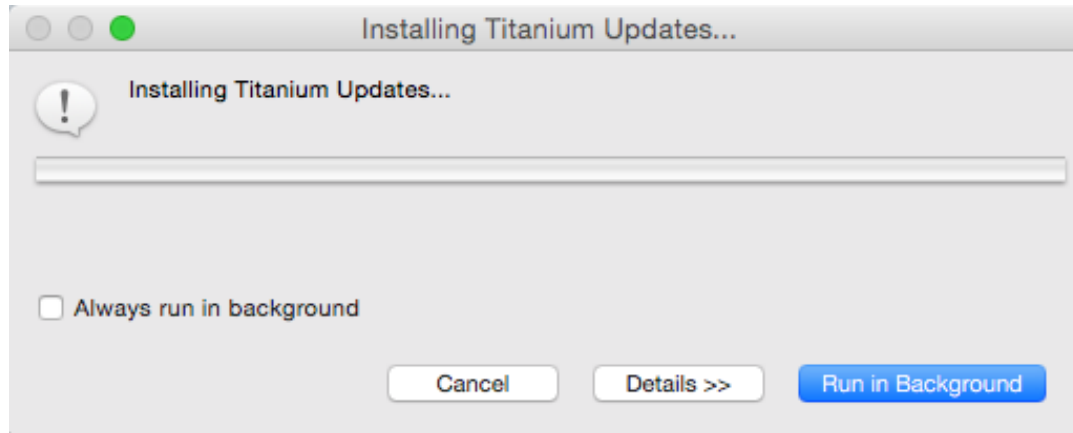 Installing Titanium Updates...
Installing Titanium Updates...
Always run in background
Cancel Details >> Run in Background